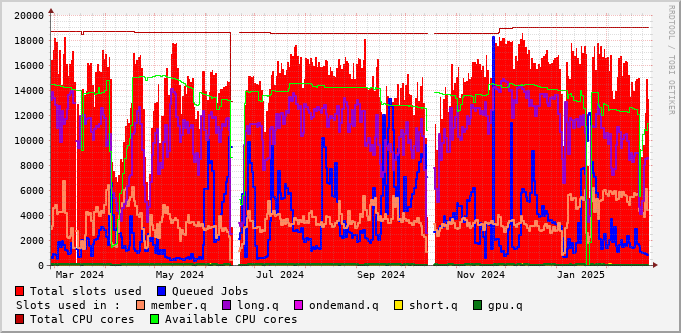 20000
18000
16000
14000
12000
10000
8000
6000
4000
2000
0
Mar 2024 May 2024 Jul 2024 Sep 2024 Nov 2024 Jan 2025
RRDTOOL / TOBI OETIKER
Total slots used Queued Jobs
Slots used in : member.q long.q ondemand.q short.q gpu.q
Total CPU cores Available CPU cores